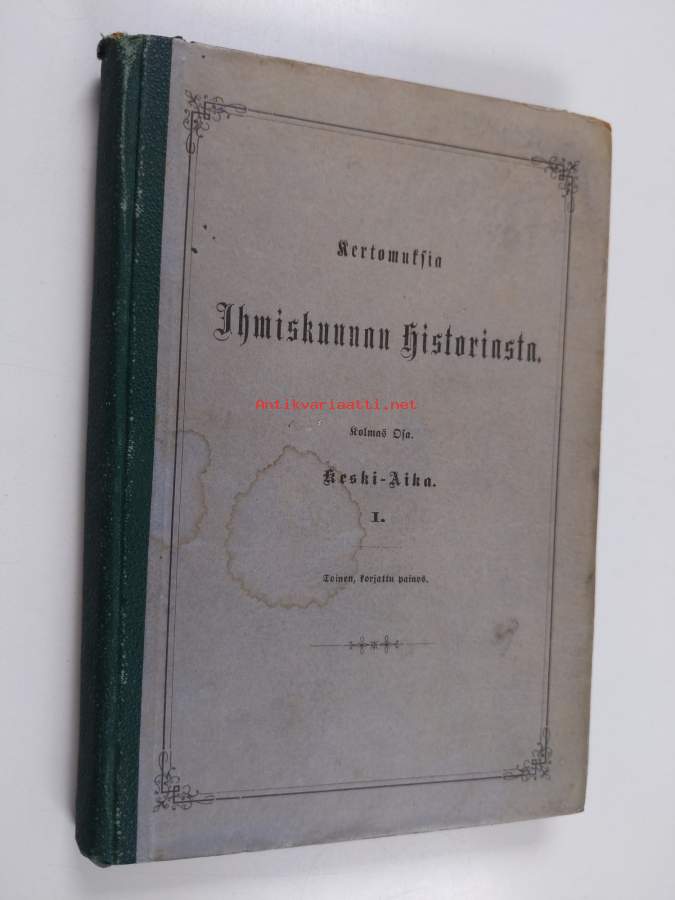 Kertomuksia
Ihmiskunnan Historiasta.
Antikvariaatti.net
Kolmas Osa.
Keski-Aika.
I.
Toinen, korjattu painos.